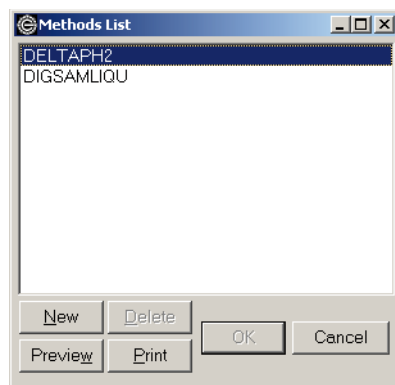 Methods List
DELTAPH2
DIGSAMLIQU
New
Delete
OK
Cancel
Preview
Print